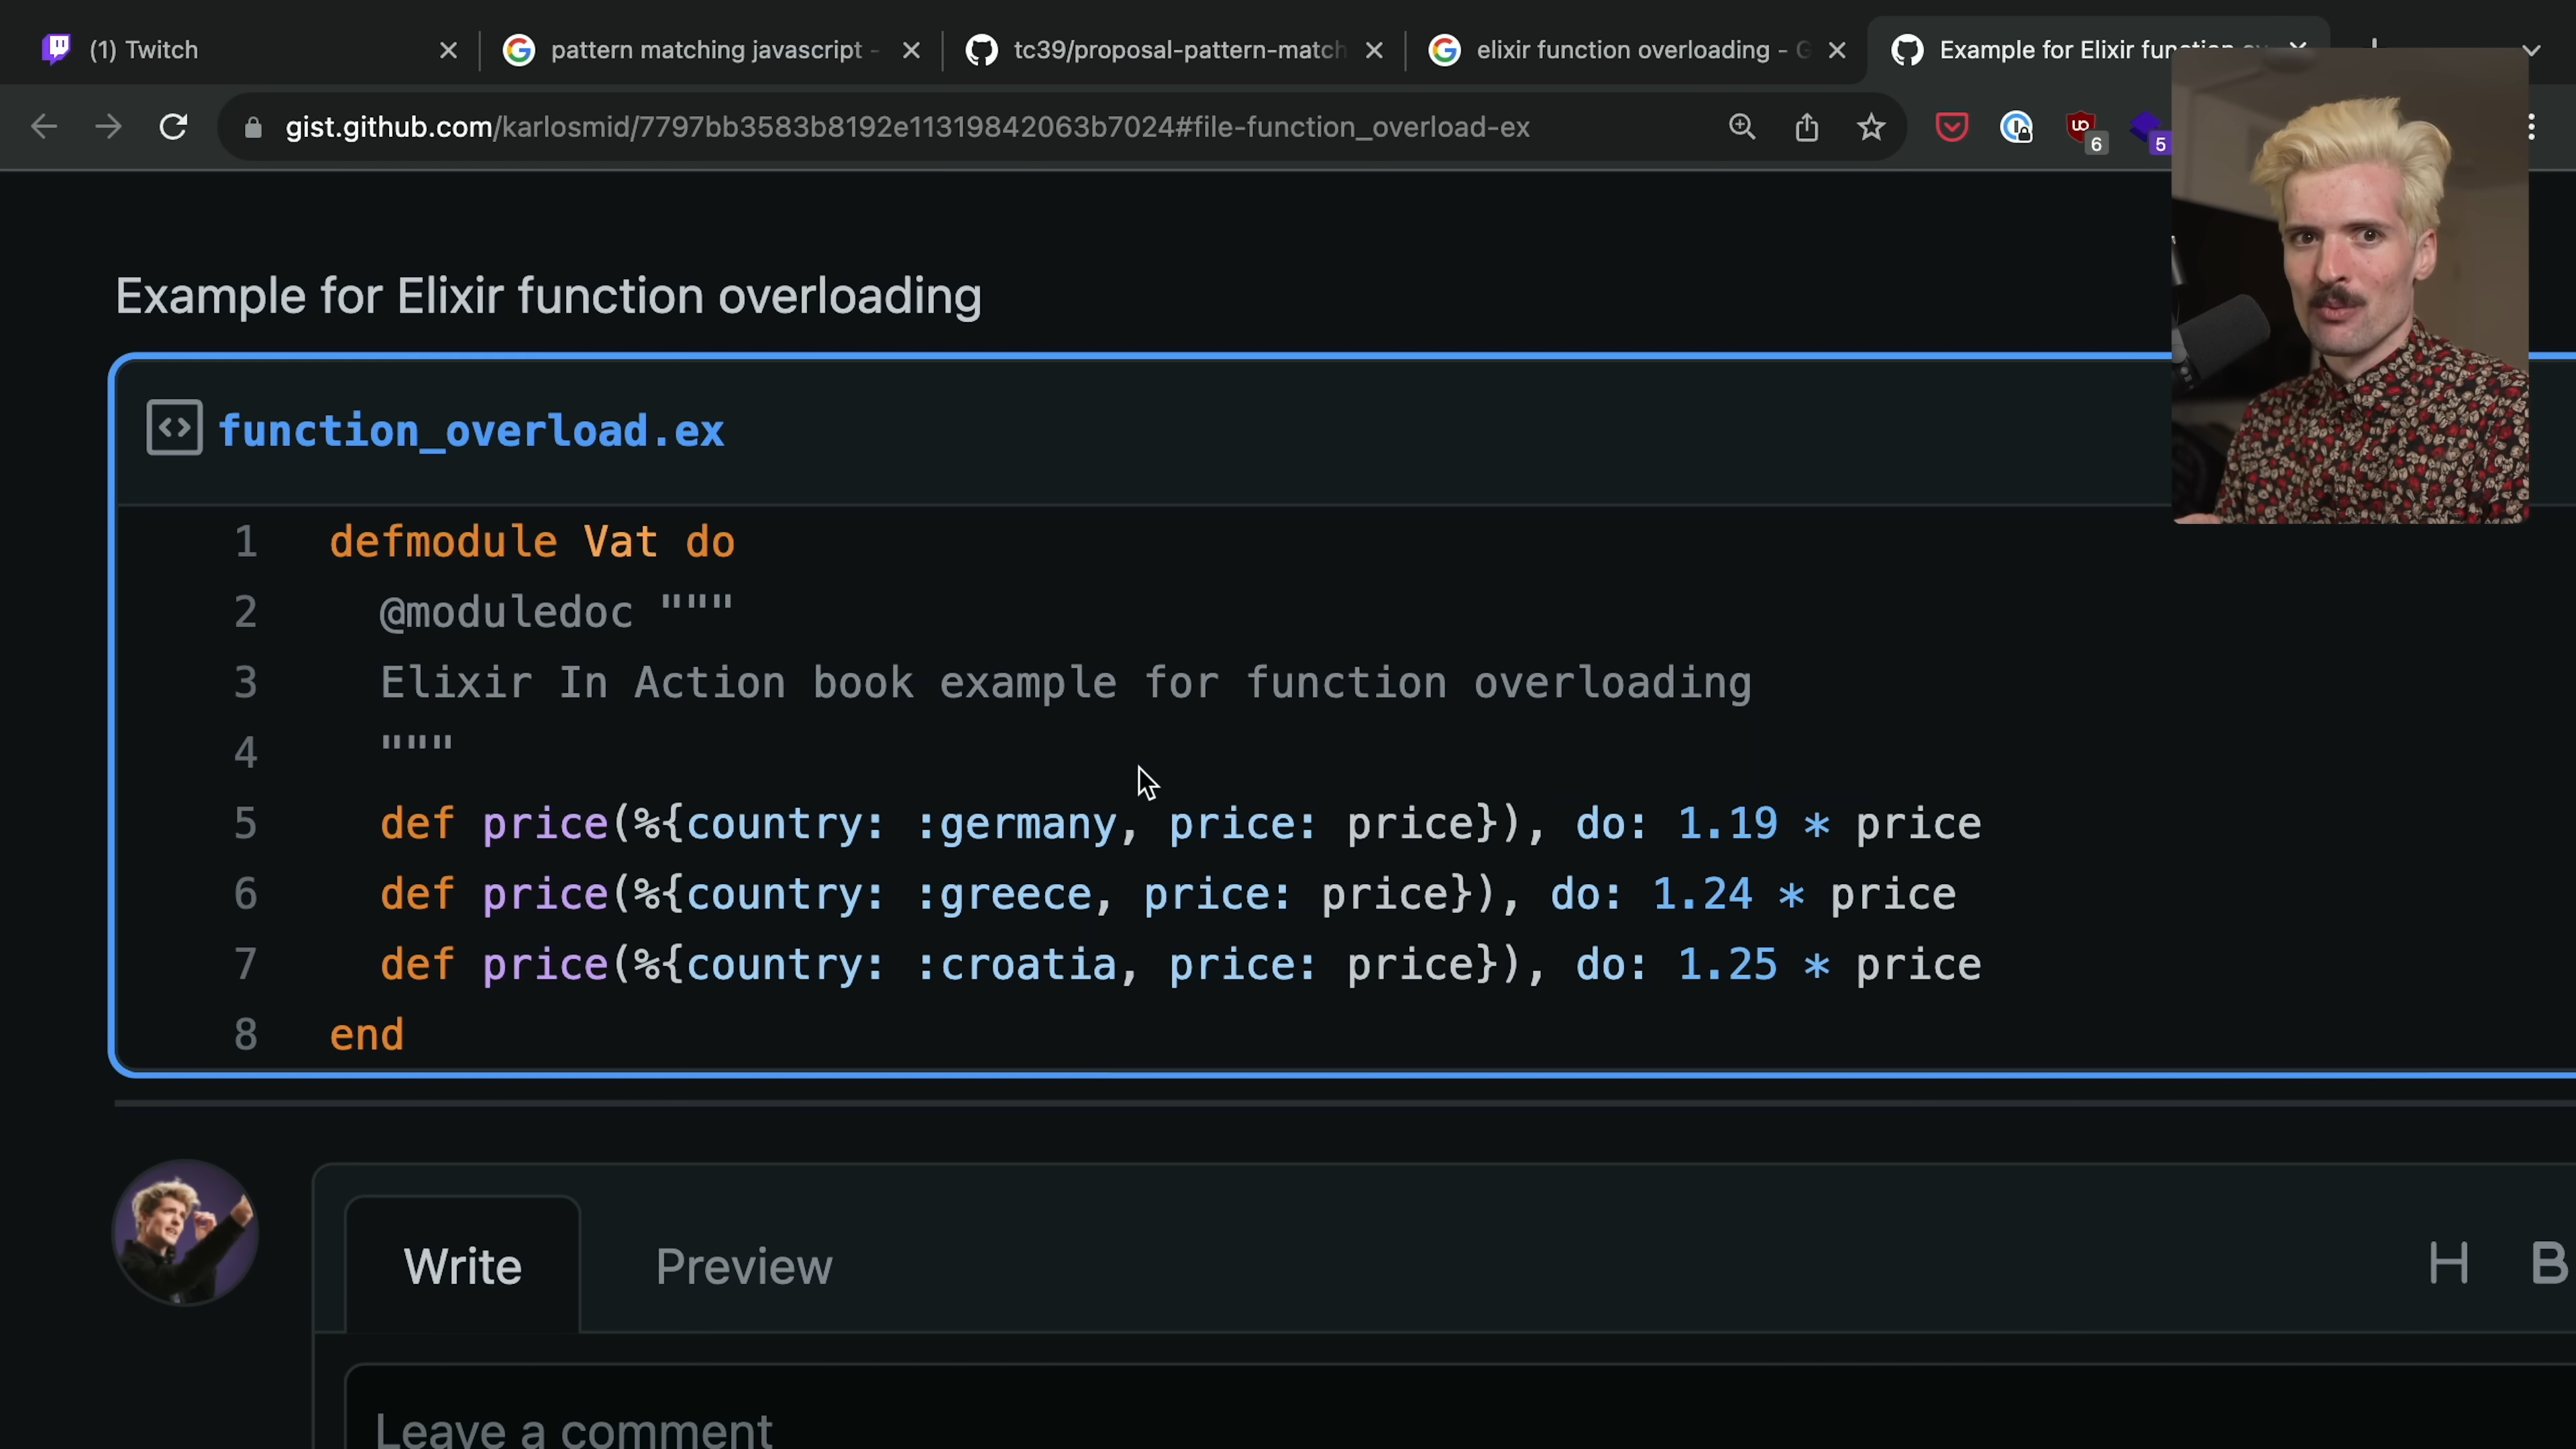 (1) Twitch
pattern matching javascript -
tc39/proposal-pattern-match
elixir function overloading - G
Example for Elixir function
gist.github.com/karlosmid/7797bb3583b8192e11319842063b7024#file-function_overload-ex
6
5
Example for Elixir function overloading
function_overload.ex
1 defmodule Vat do
2 @moduledoc """
3 Elixir In Action book example for function overloading
4 """
5 def price(%{country: :germany, price: price}), do: 1.19 * price
6 def price(%{country: :greece, price: price}), do: 1.24 * price
7 def price(%{country: :croatia, price: price}), do: 1.25 * price
8 end
Write Preview H B
Leave a comment